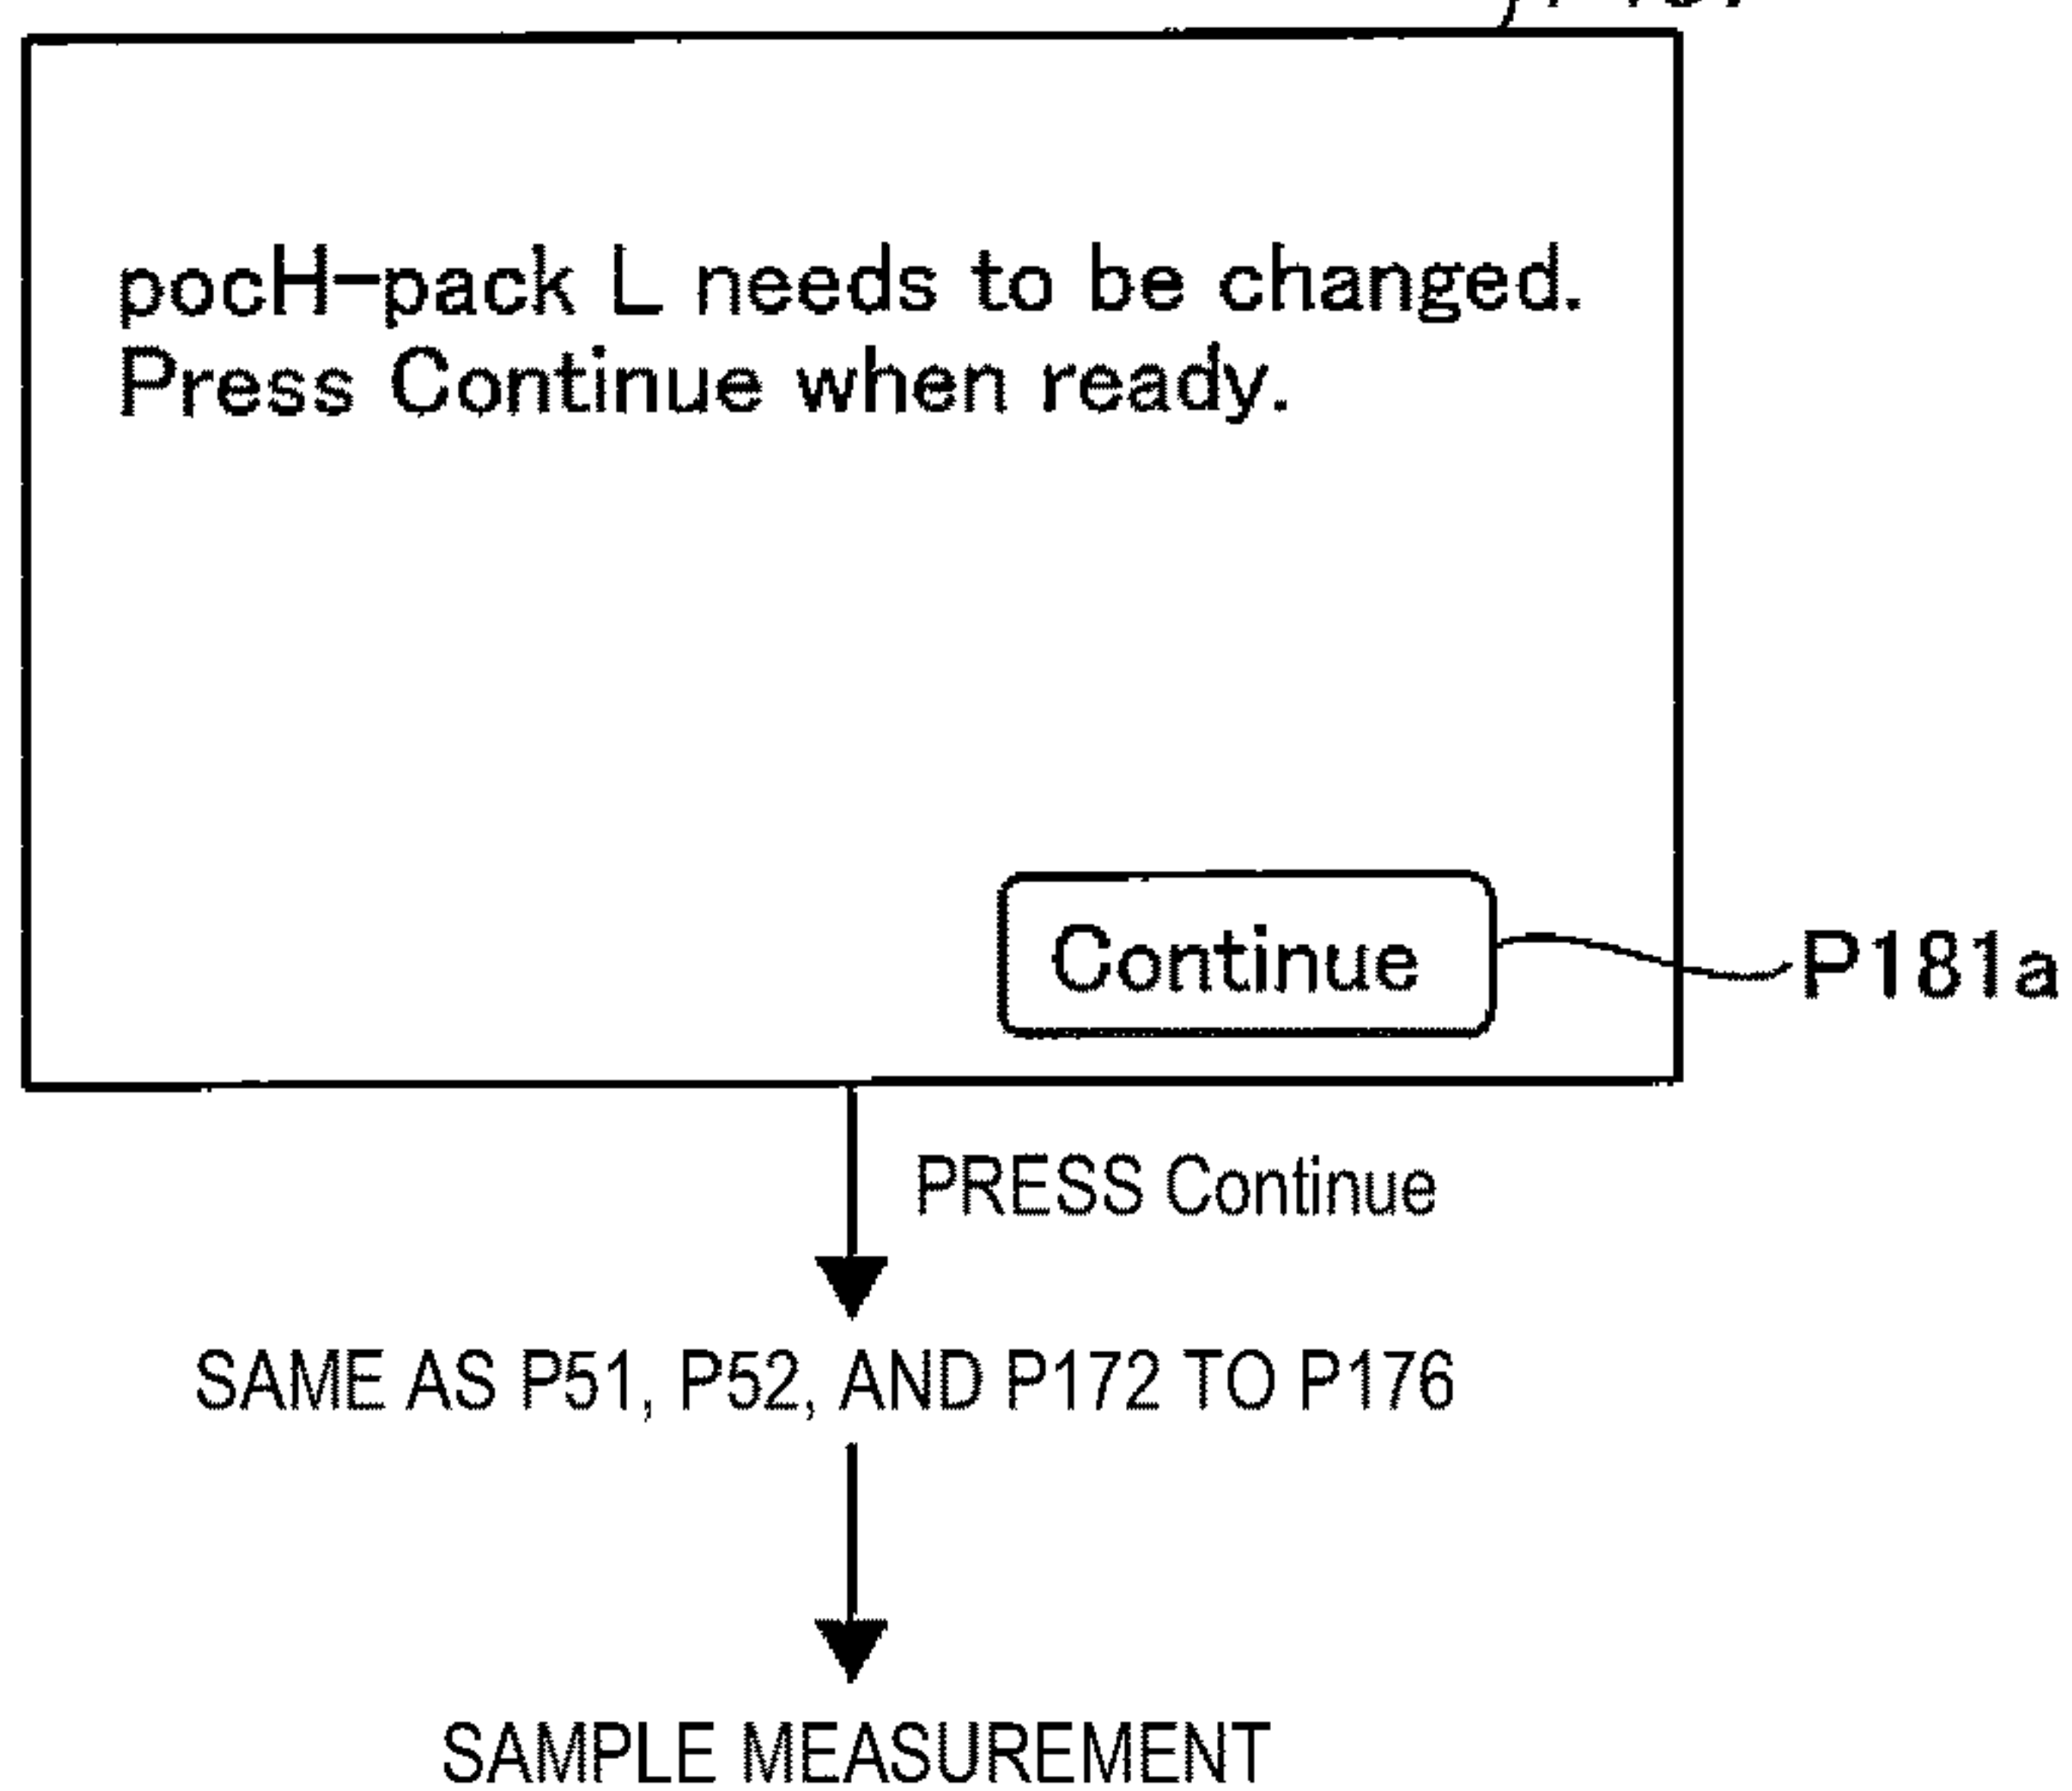 pocH-pack L needs to be changed.
Press Continue when ready.
Continue
P181a
PRESS Continue
SAME AS P51, P52, AND P172 TO P176
SAMPLE MEASUREMENT